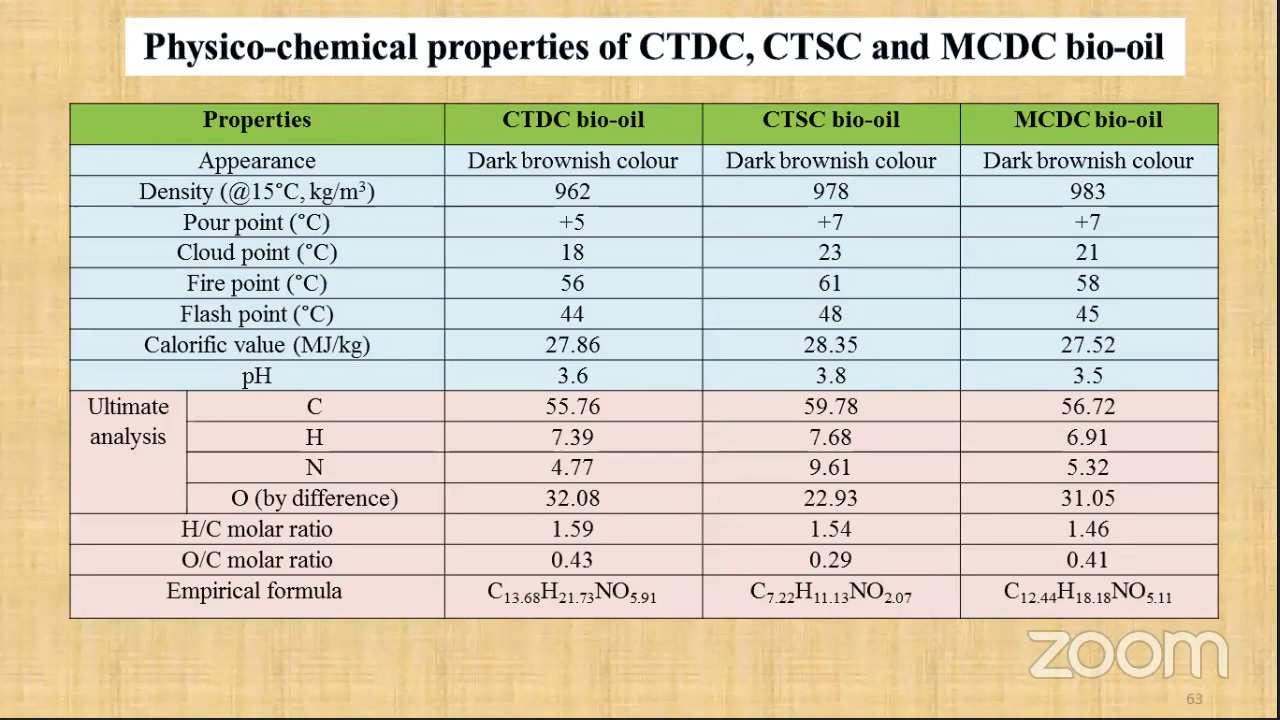 Physico-chemical properties of CTDC, CTSC and MCDC bio-oil
Properties CTDC bio-oil CTSC bio-oil MCDC bio-oil
Appearance Dark brownish colour Dark brownish colour Dark brownish colour
Density (@15°C, kg/m³) 962 978 983
Pour point (°C) +5 +7 +7
Cloud point (°C) 18 23 21
Fire point (°C) 56 61 58
Flash point (°C) 44 48 45
Calorific value (MJ/kg) 27.86 28.35 27.52
pH 3.6 3.8 3.5
Ultimate analysis C 55.76 59.78 56.72
H 7.39 7.68 6.91
N 4.77 9.61 5.32
O (by difference) 32.08 22.93 31.05
H/C molar ratio 1.59 1.54 1.46
O/C molar ratio 0.43 0.29 0.41
Empirical formula C₁₃.₆₈H₂₁.₇₃NO₅.₉₁ C₇.₂₂H₁₁.₁₃NO₂.₀₇ C₁₂.₄₄H₁₈.₁₈NO₅.₁₁
zoom
63